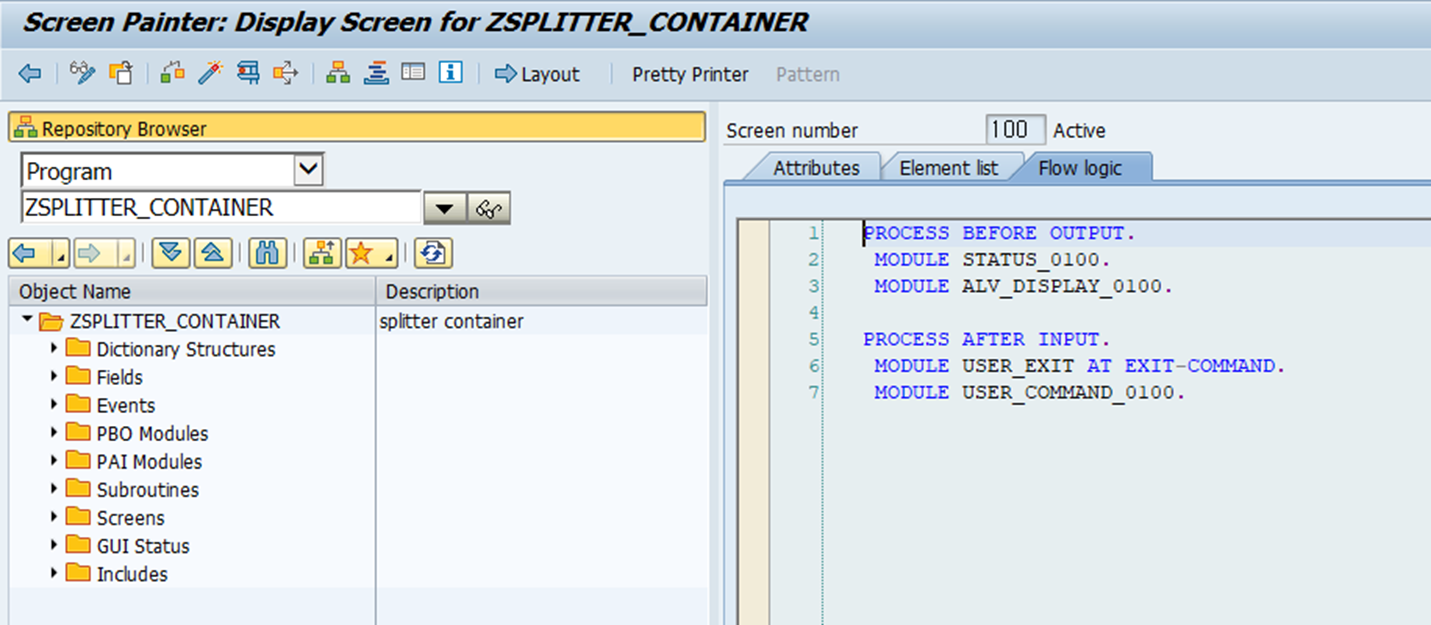 Screen Painter: Display Screen for ZSPLITTER_CONTAINER
Layout Pretty Printer Pattern
Repository Browser
Program
ZSPLITTER_CONTAINER
Object Name Description
ZSPLITTER_CONTAINER splitter container
Dictionary Structures
Fields
Events
PBO Modules
PAI Modules
Subroutines
Screens
GUI Status
Includes
Screen number 100 Active
Attributes Element list Flow logic
1 PROCESS BEFORE OUTPUT.
2 MODULE STATUS_0100.
3 MODULE ALV_DISPLAY_0100.
4
5 PROCESS AFTER INPUT.
6 MODULE USER_EXIT AT EXIT-COMMAND.
7 MODULE USER_COMMAND_0100.